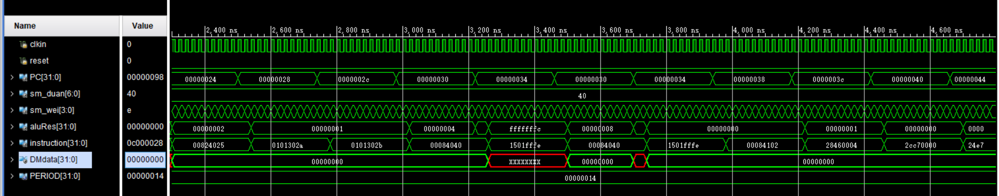 Name Value
2,400 ns 2,600 ns 2,800 ns 3,000 ns 3,200 ns 3,400 ns 3,600 ns 3,800 ns 4,000 ns 4,200 ns 4,400 ns 4,600 ns
clkin 0
reset 0
PC[31:0] 00000098 00000024 00000028 0000002c 00000030 00000034 00000030 00000034 00000038 0000003c 00000040 00000044
sm_duan[6:0] 40 40
sm_wei[3:0] e
aluRes[31:0] 00000000 00000002 00000001 00000004 fffffffc 00000008 00000000 00000001 00000000 0000
instruction[31:0] 0c000028 00824025 0101302a 0101302b 00084040 1501fffe 00084040 1501fffe 00084102 28460004 2cc70000 24e7
DMdata[31:0] 00000000 00000000 XXXXXXXX 00000000 00000000
PERIOD[31:0] 00000014 00000014